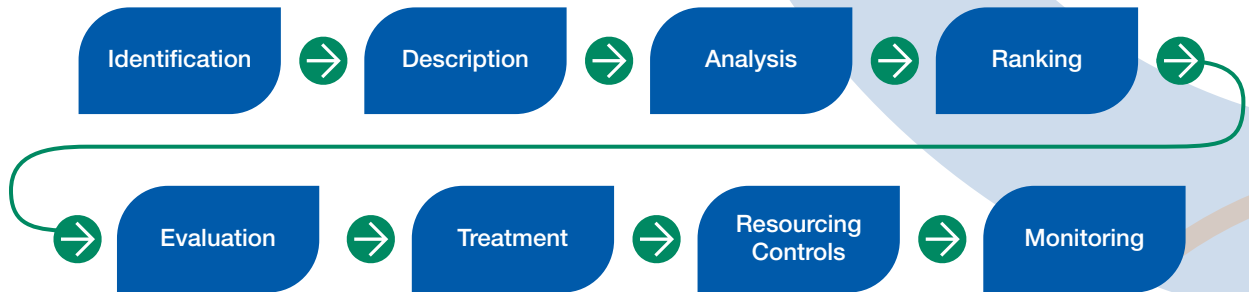 Identification
Description
Analysis
Ranking
Evaluation
Treatment
Resourcing
Controls
Monitoring